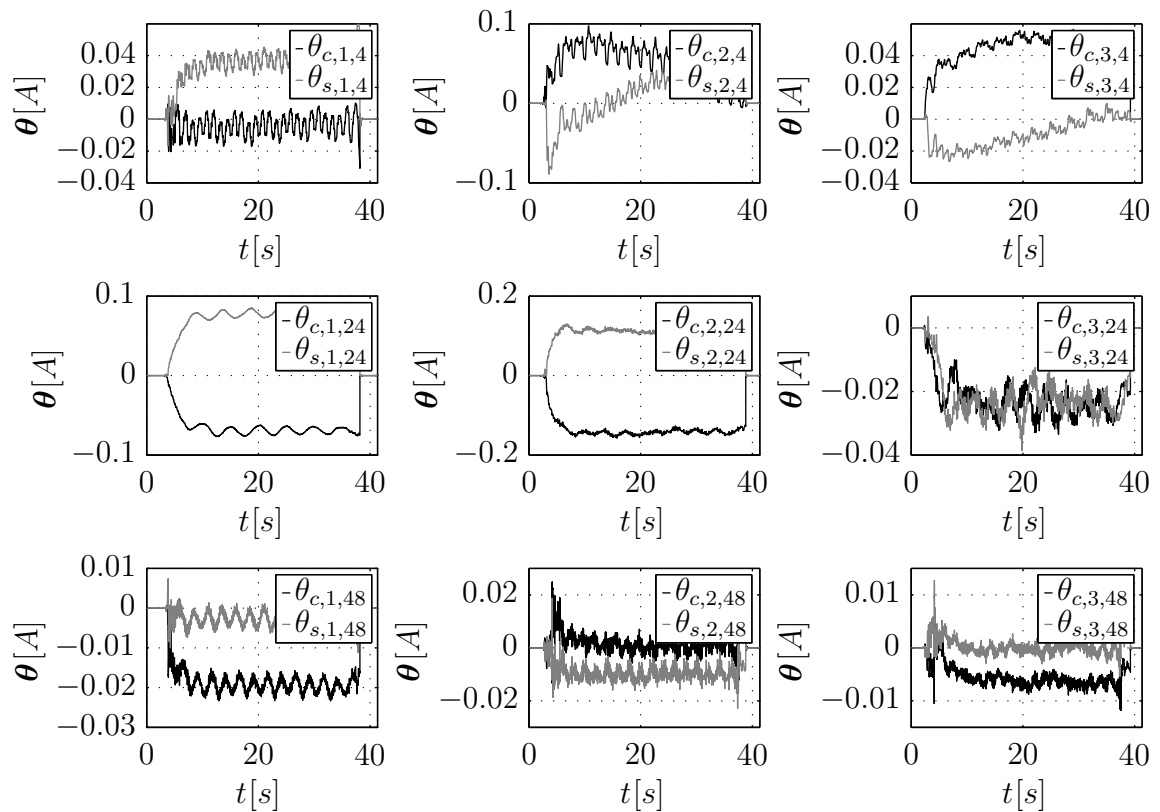 0.04
0.02
0
−0.02
−0.04
θ[A]
-θc,1,4
-θs,1,4
0 20 40
t[s]
0.1
0
−0.1
θ[A]
-θc,2,4
-θs,2,4
0 20 40
t[s]
0.04
0.02
0
−0.02
−0.04
θ[A]
-θc,3,4
-θs,3,4
0 20 40
t[s]
0.1
0
−0.1
θ[A]
-θc,1,24
-θs,1,24
0 20 40
t[s]
0.2
0
−0.2
θ[A]
-θc,2,24
-θs,2,24
0 20 40
t[s]
0
−0.02
−0.04
θ[A]
-θc,3,24
-θs,3,24
0 20 40
t[s]
0.01
0
−0.01
−0.02
−0.03
θ[A]
-θc,1,48
-θs,1,48
0 20 40
t[s]
0.02
0
−0.02
θ[A]
-θc,2,48
-θs,2,48
0 20 40
t[s]
0.01
0
−0.01
θ[A]
-θc,3,48
-θs,3,48
0 20 40
t[s]